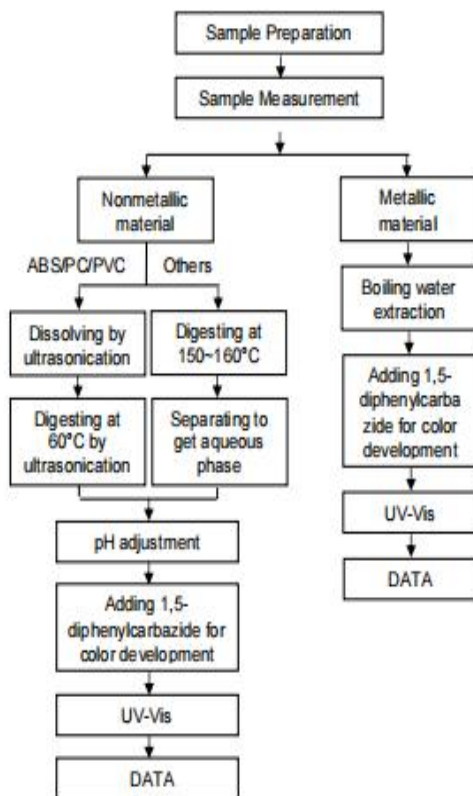 Sample Preparation
Sample Measurement
Nonmetallic
material
Metallic
material
ABS/PC/PVC
Others
Dissolving by
ultrasonication
Digesting at
150~160°C
Boiling water
extraction
Digesting at
60°C by
ultrasonication
Separating to
get aqueous
phase
Adding 1,5-
diphenylcarba
zide for color
development
pH adjustment
UV-Vis
Adding 1,5-
diphenylcarbazide for
color development
DATA
UV-Vis
DATA